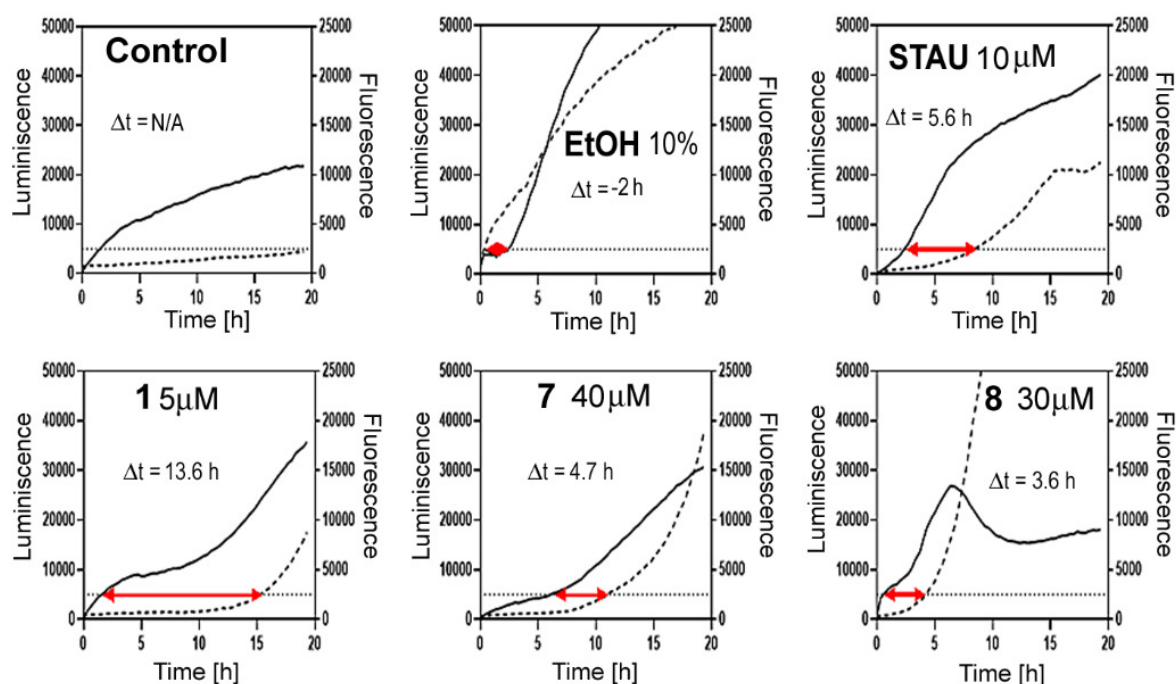 Control
Δt = N/A
Luminiscence
Fluorescence
50000
40000
30000
20000
10000
0
25000
20000
15000
10000
5000
0
0 5 10 15 20
Time [h]
EtOH 10%
Δt = -2 h
Luminiscence
Fluorescence
50000
40000
30000
20000
10000
0
25000
20000
15000
10000
5000
0
0 5 10 15 20
Time [h]
STAU 10 μM
Δt = 5.6 h
Luminiscence
Fluorescence
50000
40000
30000
20000
10000
0
25000
20000
15000
10000
5000
0
0 5 10 15 20
Time [h]
1 5μM
Δt = 13.6 h
Luminiscence
Fluorescence
50000
40000
30000
20000
10000
0
25000
20000
15000
10000
5000
0
0 5 10 15 20
Time [h]
7 40μM
Δt = 4.7 h
Luminiscence
Fluorescence
50000
40000
30000
20000
10000
0
25000
20000
15000
10000
5000
0
0 5 10 15 20
Time [h]
8 30μM
Δt = 3.6 h
Luminiscence
Fluorescence
50000
40000
30000
20000
10000
0
25000
20000
15000
10000
5000
0
0 5 10 15 20
Time [h]